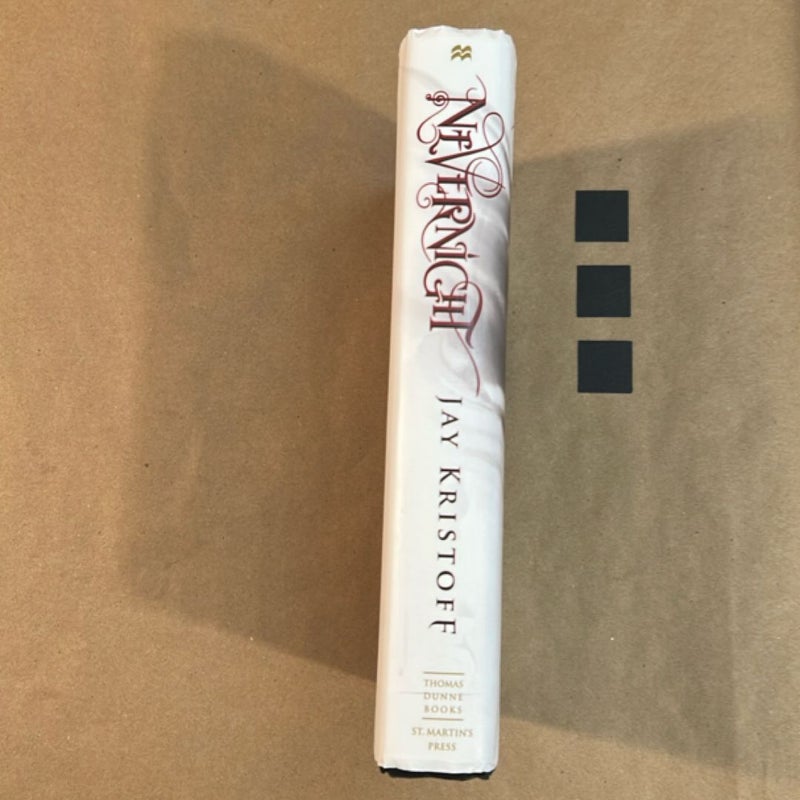 NEVERNIGHT
JAY KRISTOFF
THOMAS
DUNNE
BOOKS
ST. MARTIN'S
PRESS